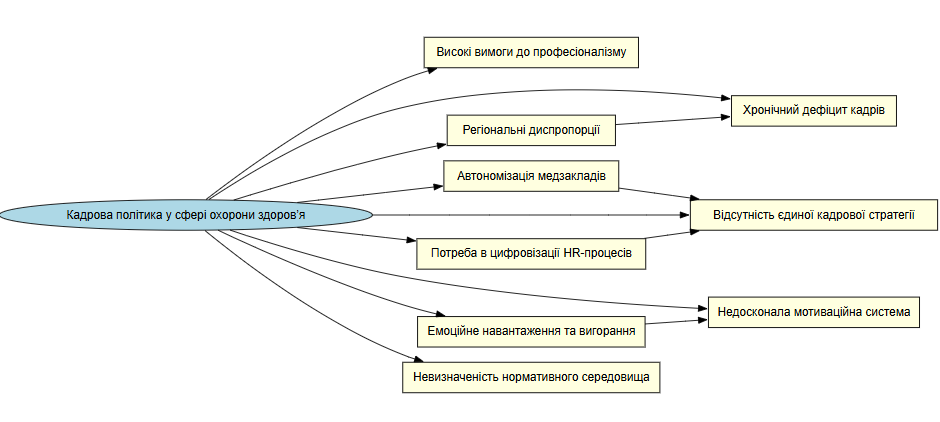 Високі вимоги до професіоналізму
Хронічний дефіцит кадрів
Регіональні диспропорції
Автономізація медзакладів
Кадрова політика у сфері охорони здоров’я
Відсутність єдиної кадрової стратегії
Потреба в цифровізації HR-процесів
Недосконала мотиваційна система
Емоційне навантаження та вигорання
Невизначеність нормативного середовища